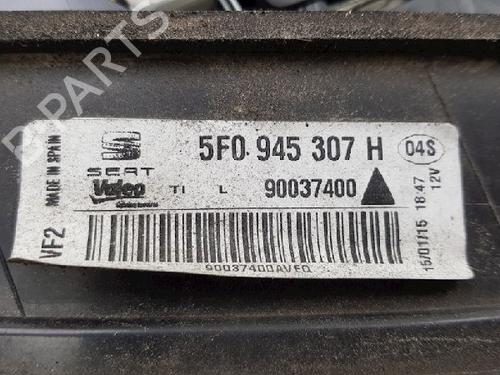 MADE IN SPAIN
VF2
SEAT
Valeo
TI L
5F0 945 307 H
04S
90037400
15/01/15 18:47
12V
90037400AVEQ
B-PARTS